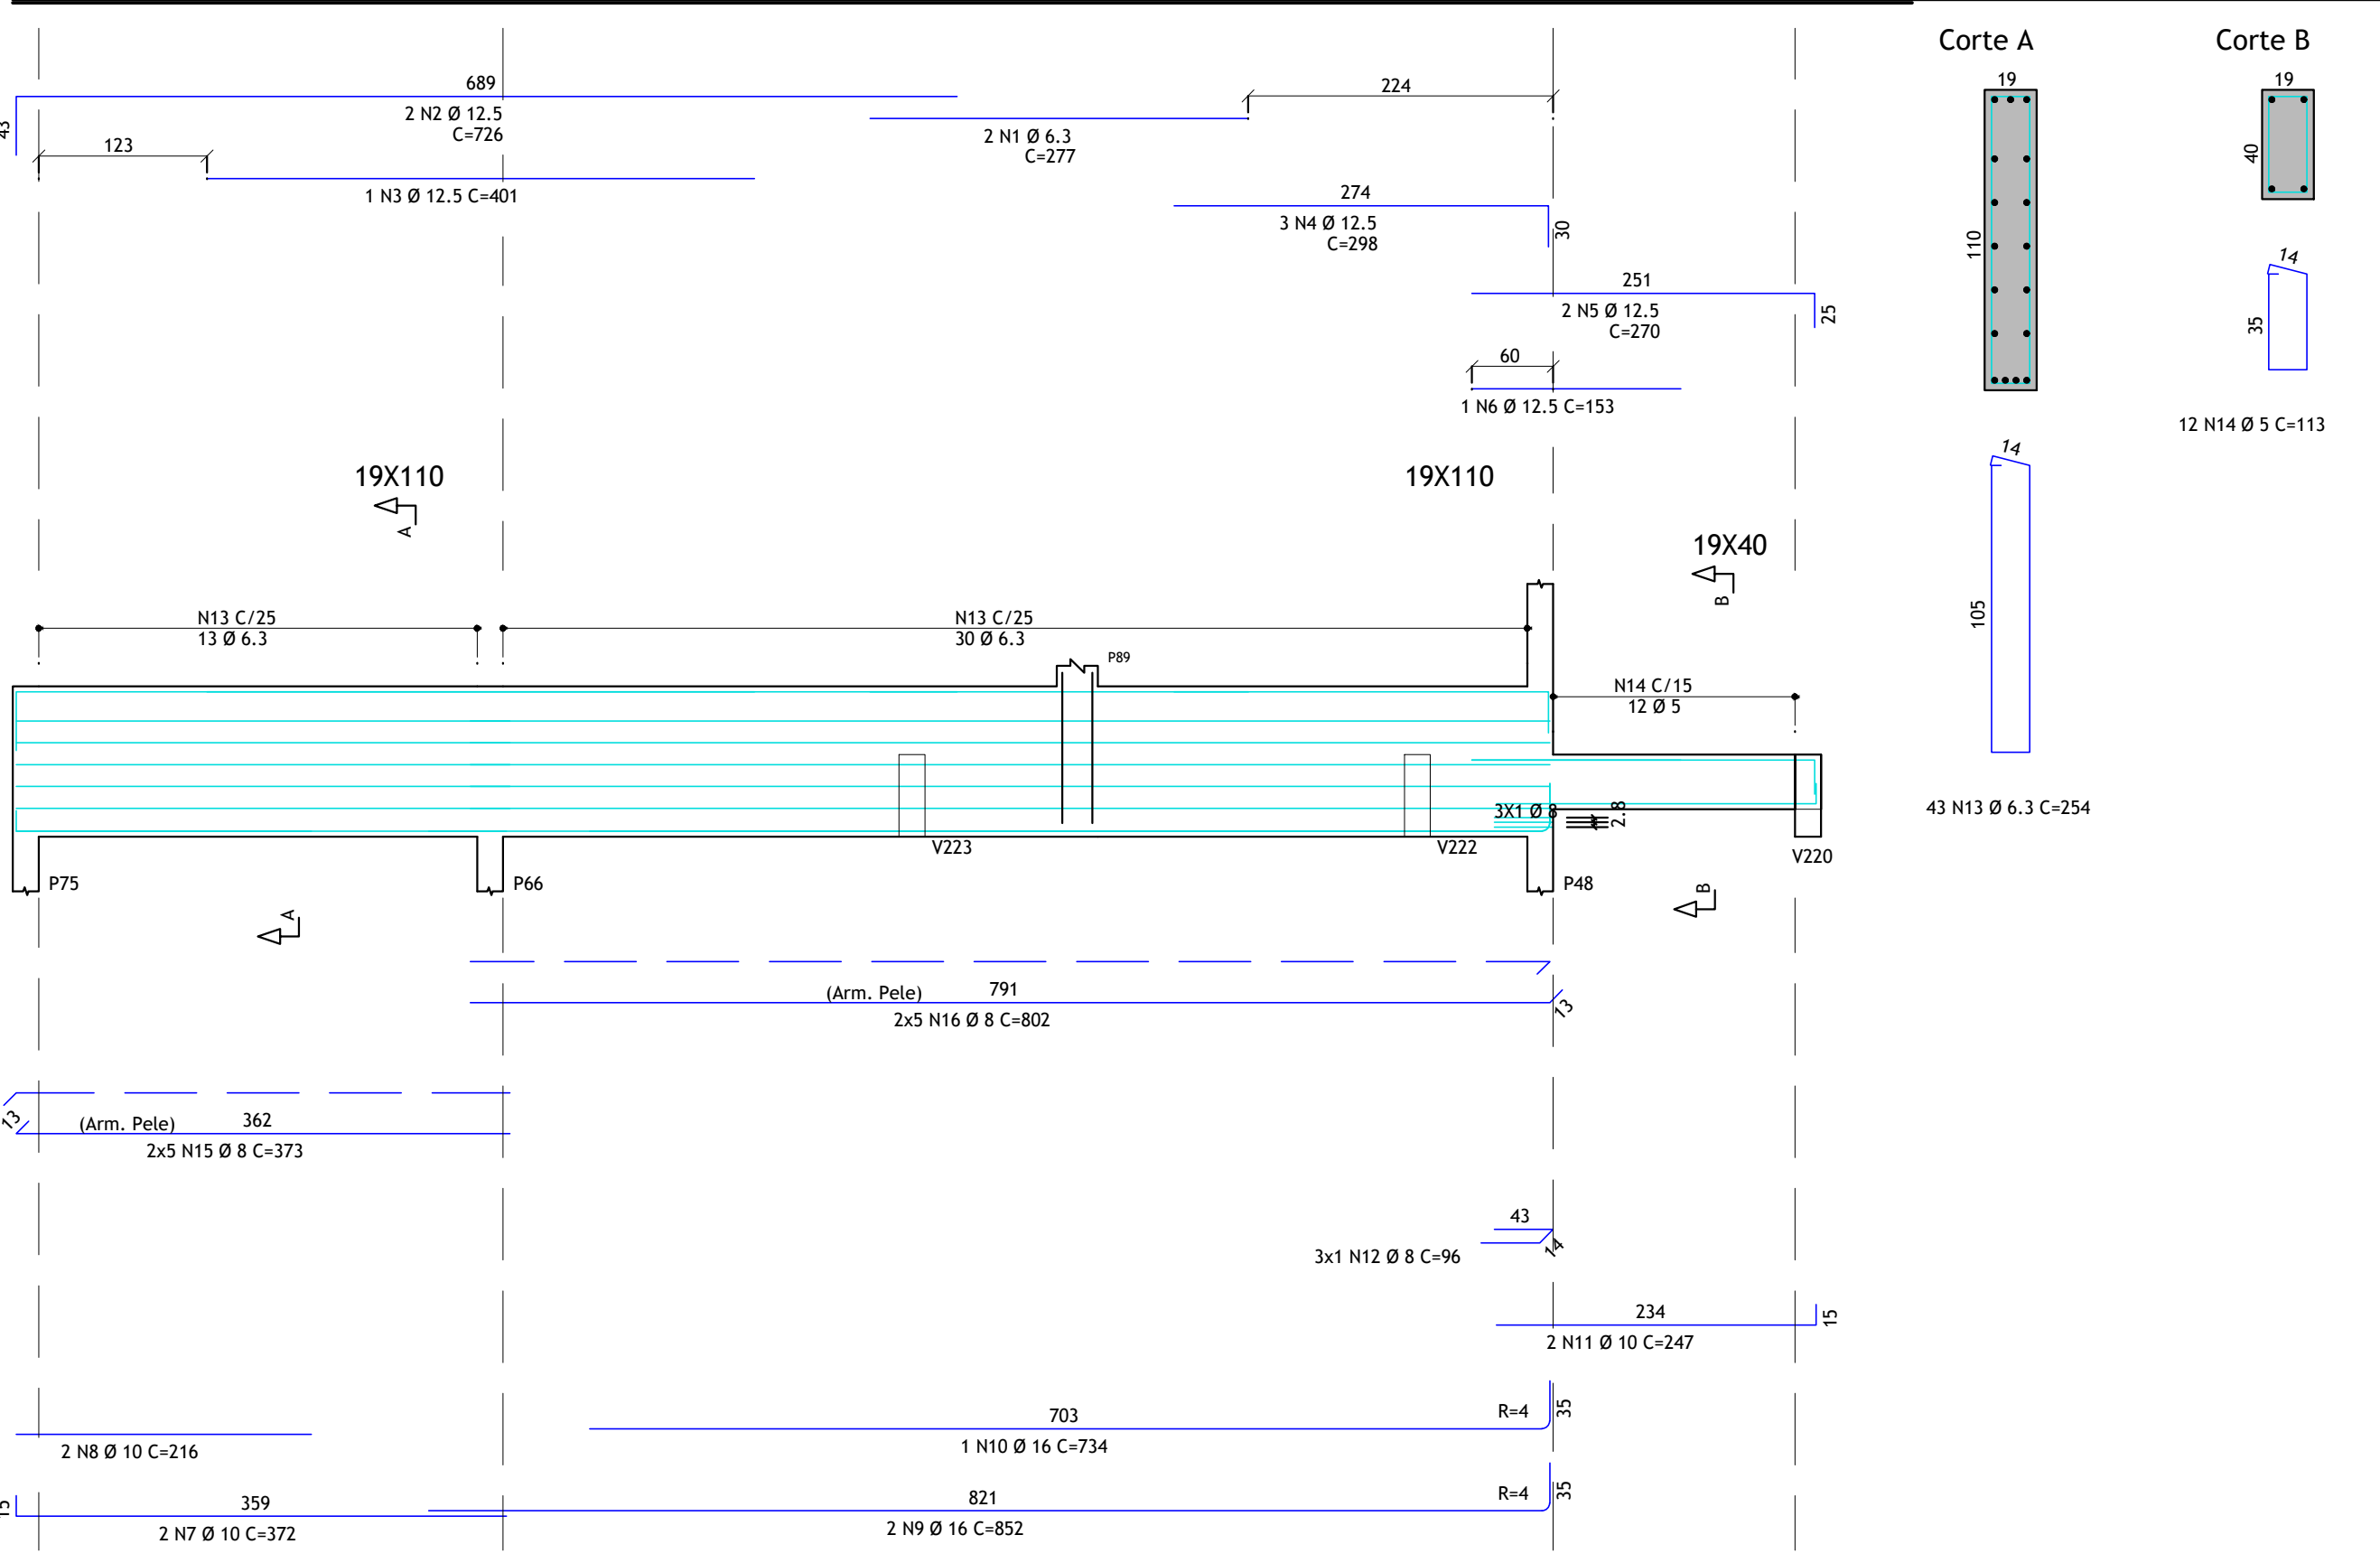 Corte A
Corte B
689
2 N2 Ø 12.5
C=726
43
123
1 N3 Ø 12.5 C=401
224
2 N1 Ø 6.3
C=277
274
3 N4 Ø 12.5
C=298
30
251
2 N5 Ø 12.5
C=270
25
60
1 N6 Ø 12.5 C=153
19
110
19
40
14
35
12 N14 Ø 5 C=113
14
105
43 N13 Ø 6.3 C=254
19X110
A
19X110
19X40
B
N13 C/25
13 Ø 6.3
N13 C/25
30 Ø 6.3
P89
N14 C/15
12 Ø 5
3X1 Ø 8
2.8
V223
V222
V220
P75
P66
P48
A
B
(Arm. Pele)
791
13
2x5 N16 Ø 8 C=802
13
(Arm. Pele)
362
2x5 N15 Ø 8 C=373
43
14
3x1 N12 Ø 8 C=96
234
15
2 N11 Ø 10 C=247
703
R=4
35
1 N10 Ø 16 C=734
2 N8 Ø 10 C=216
15
359
2 N7 Ø 10 C=372
821
R=4
35
2 N9 Ø 16 C=852